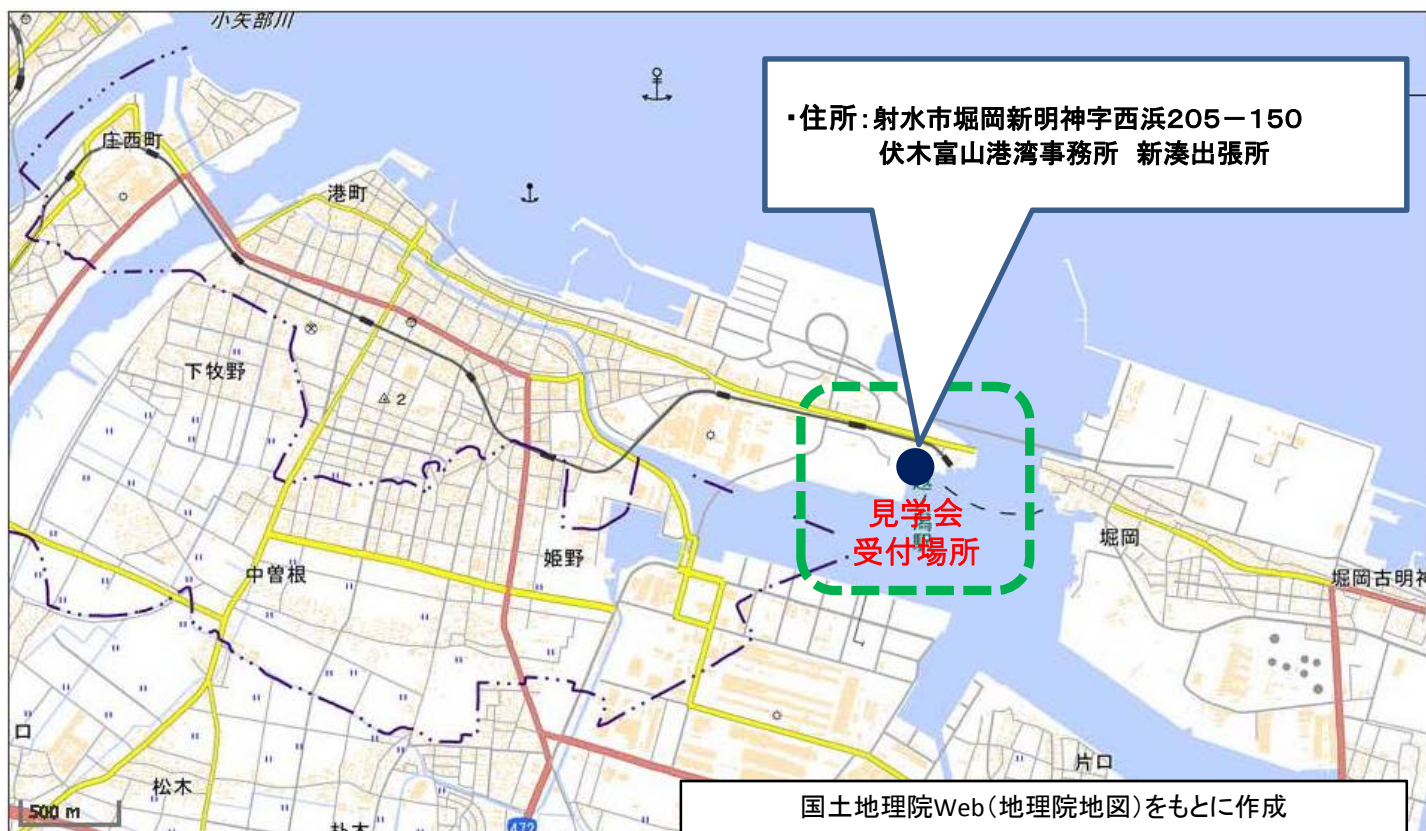 小矢部川
・住所：射水市堀岡新明神字西浜205－150
伏木富山港湾事務所 新湊出張所
庄西町
港町
下牧野
2
見学会
受付場所
姫野
中曽根
堀岡
堀岡古明神
口
松木
片口
500 m
472
国土地理院Web（地理院地図）をもとに作成